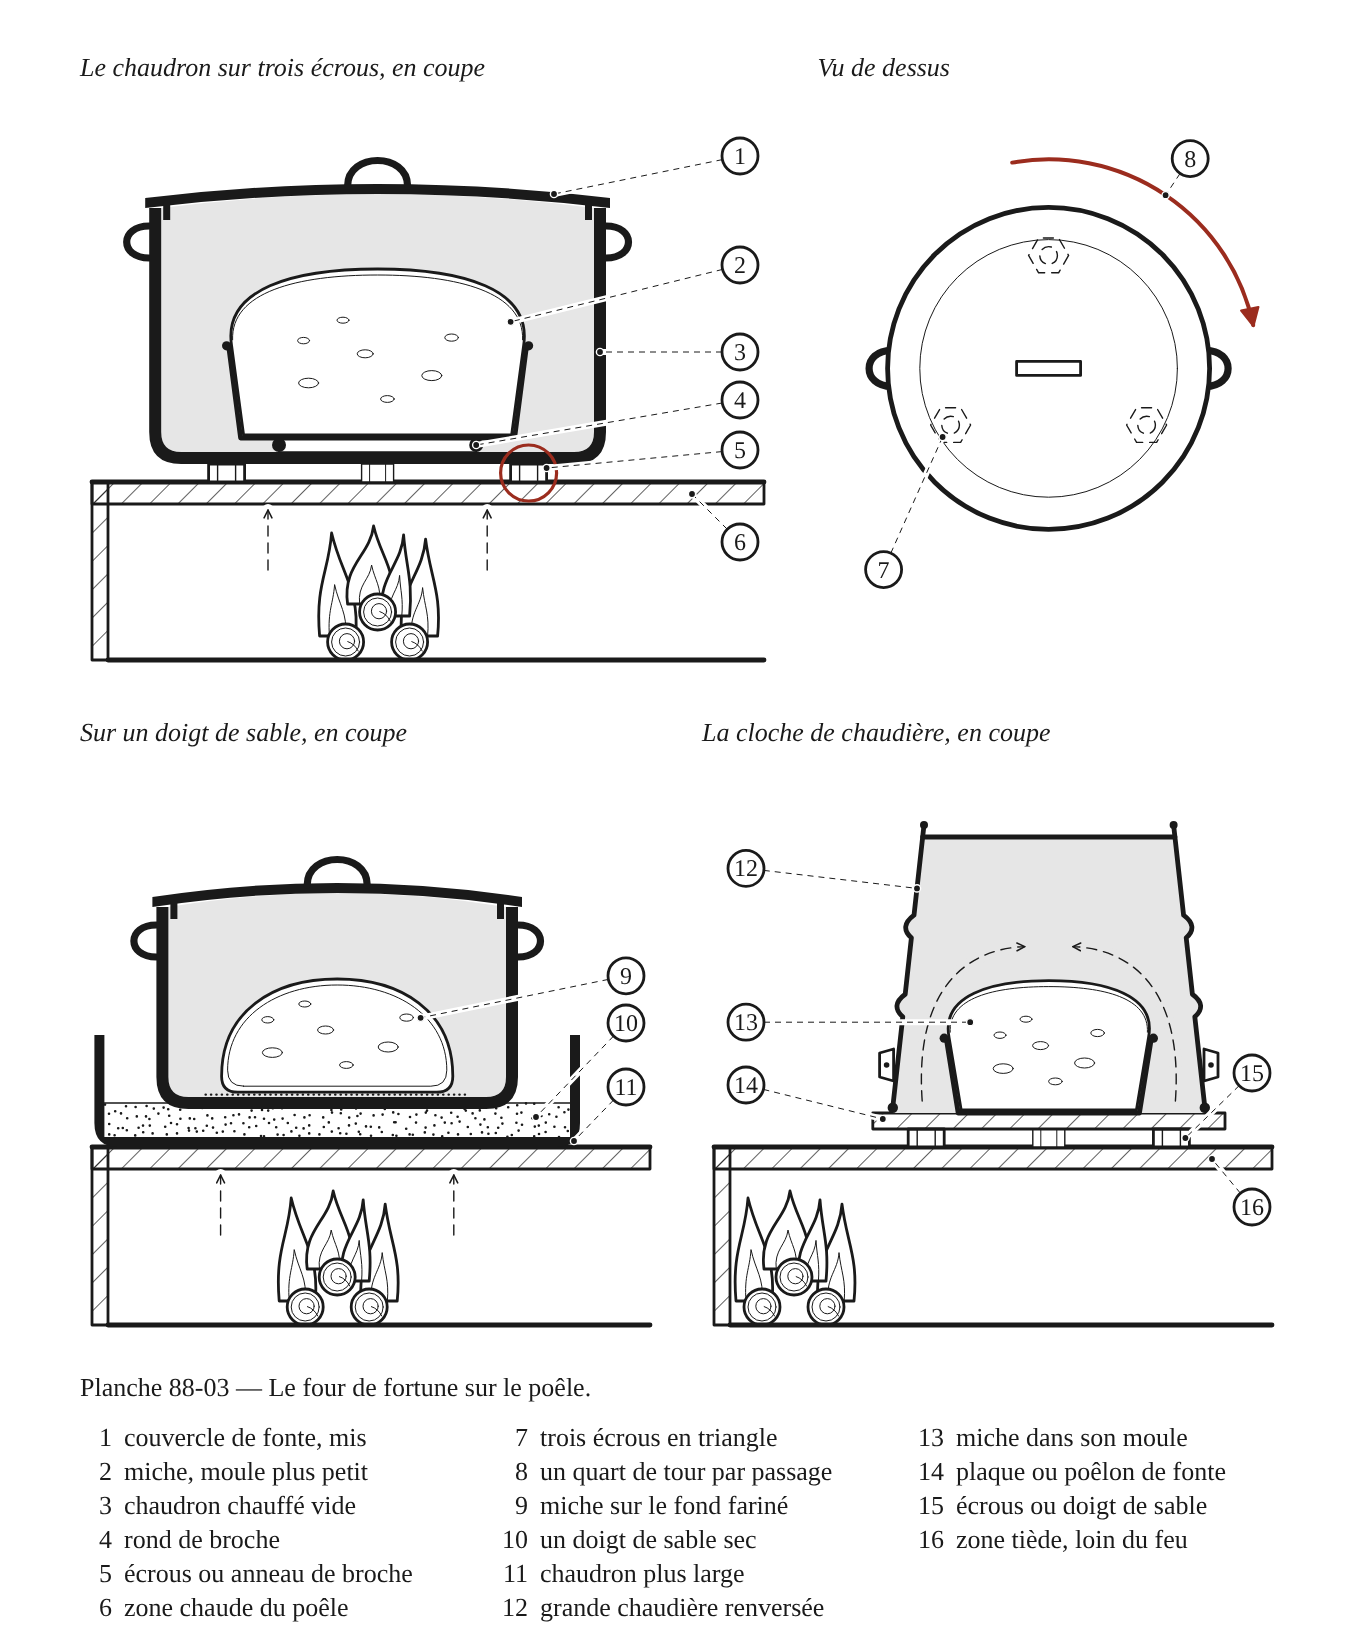 Le chaudron sur trois écrous, en coupe
Vu de dessus
1
2
3
4
5
6
8
7
Sur un doigt de sable, en coupe
La cloche de chaudière, en coupe
9
10
11
12
13
14
15
16
Planche 88-03 — Le four de fortune sur le poêle.
1 couvercle de fonte, mis
2 miche, moule plus petit
3 chaudron chauffé vide
4 rond de broche
5 écrous ou anneau de broche
6 zone chaude du poêle
7 trois écrous en triangle
8 un quart de tour par passage
9 miche sur le fond fariné
10 un doigt de sable sec
11 chaudron plus large
12 grande chaudière renversée
13 miche dans son moule
14 plaque ou poêlon de fonte
15 écrous ou doigt de sable
16 zone tiède, loin du feu